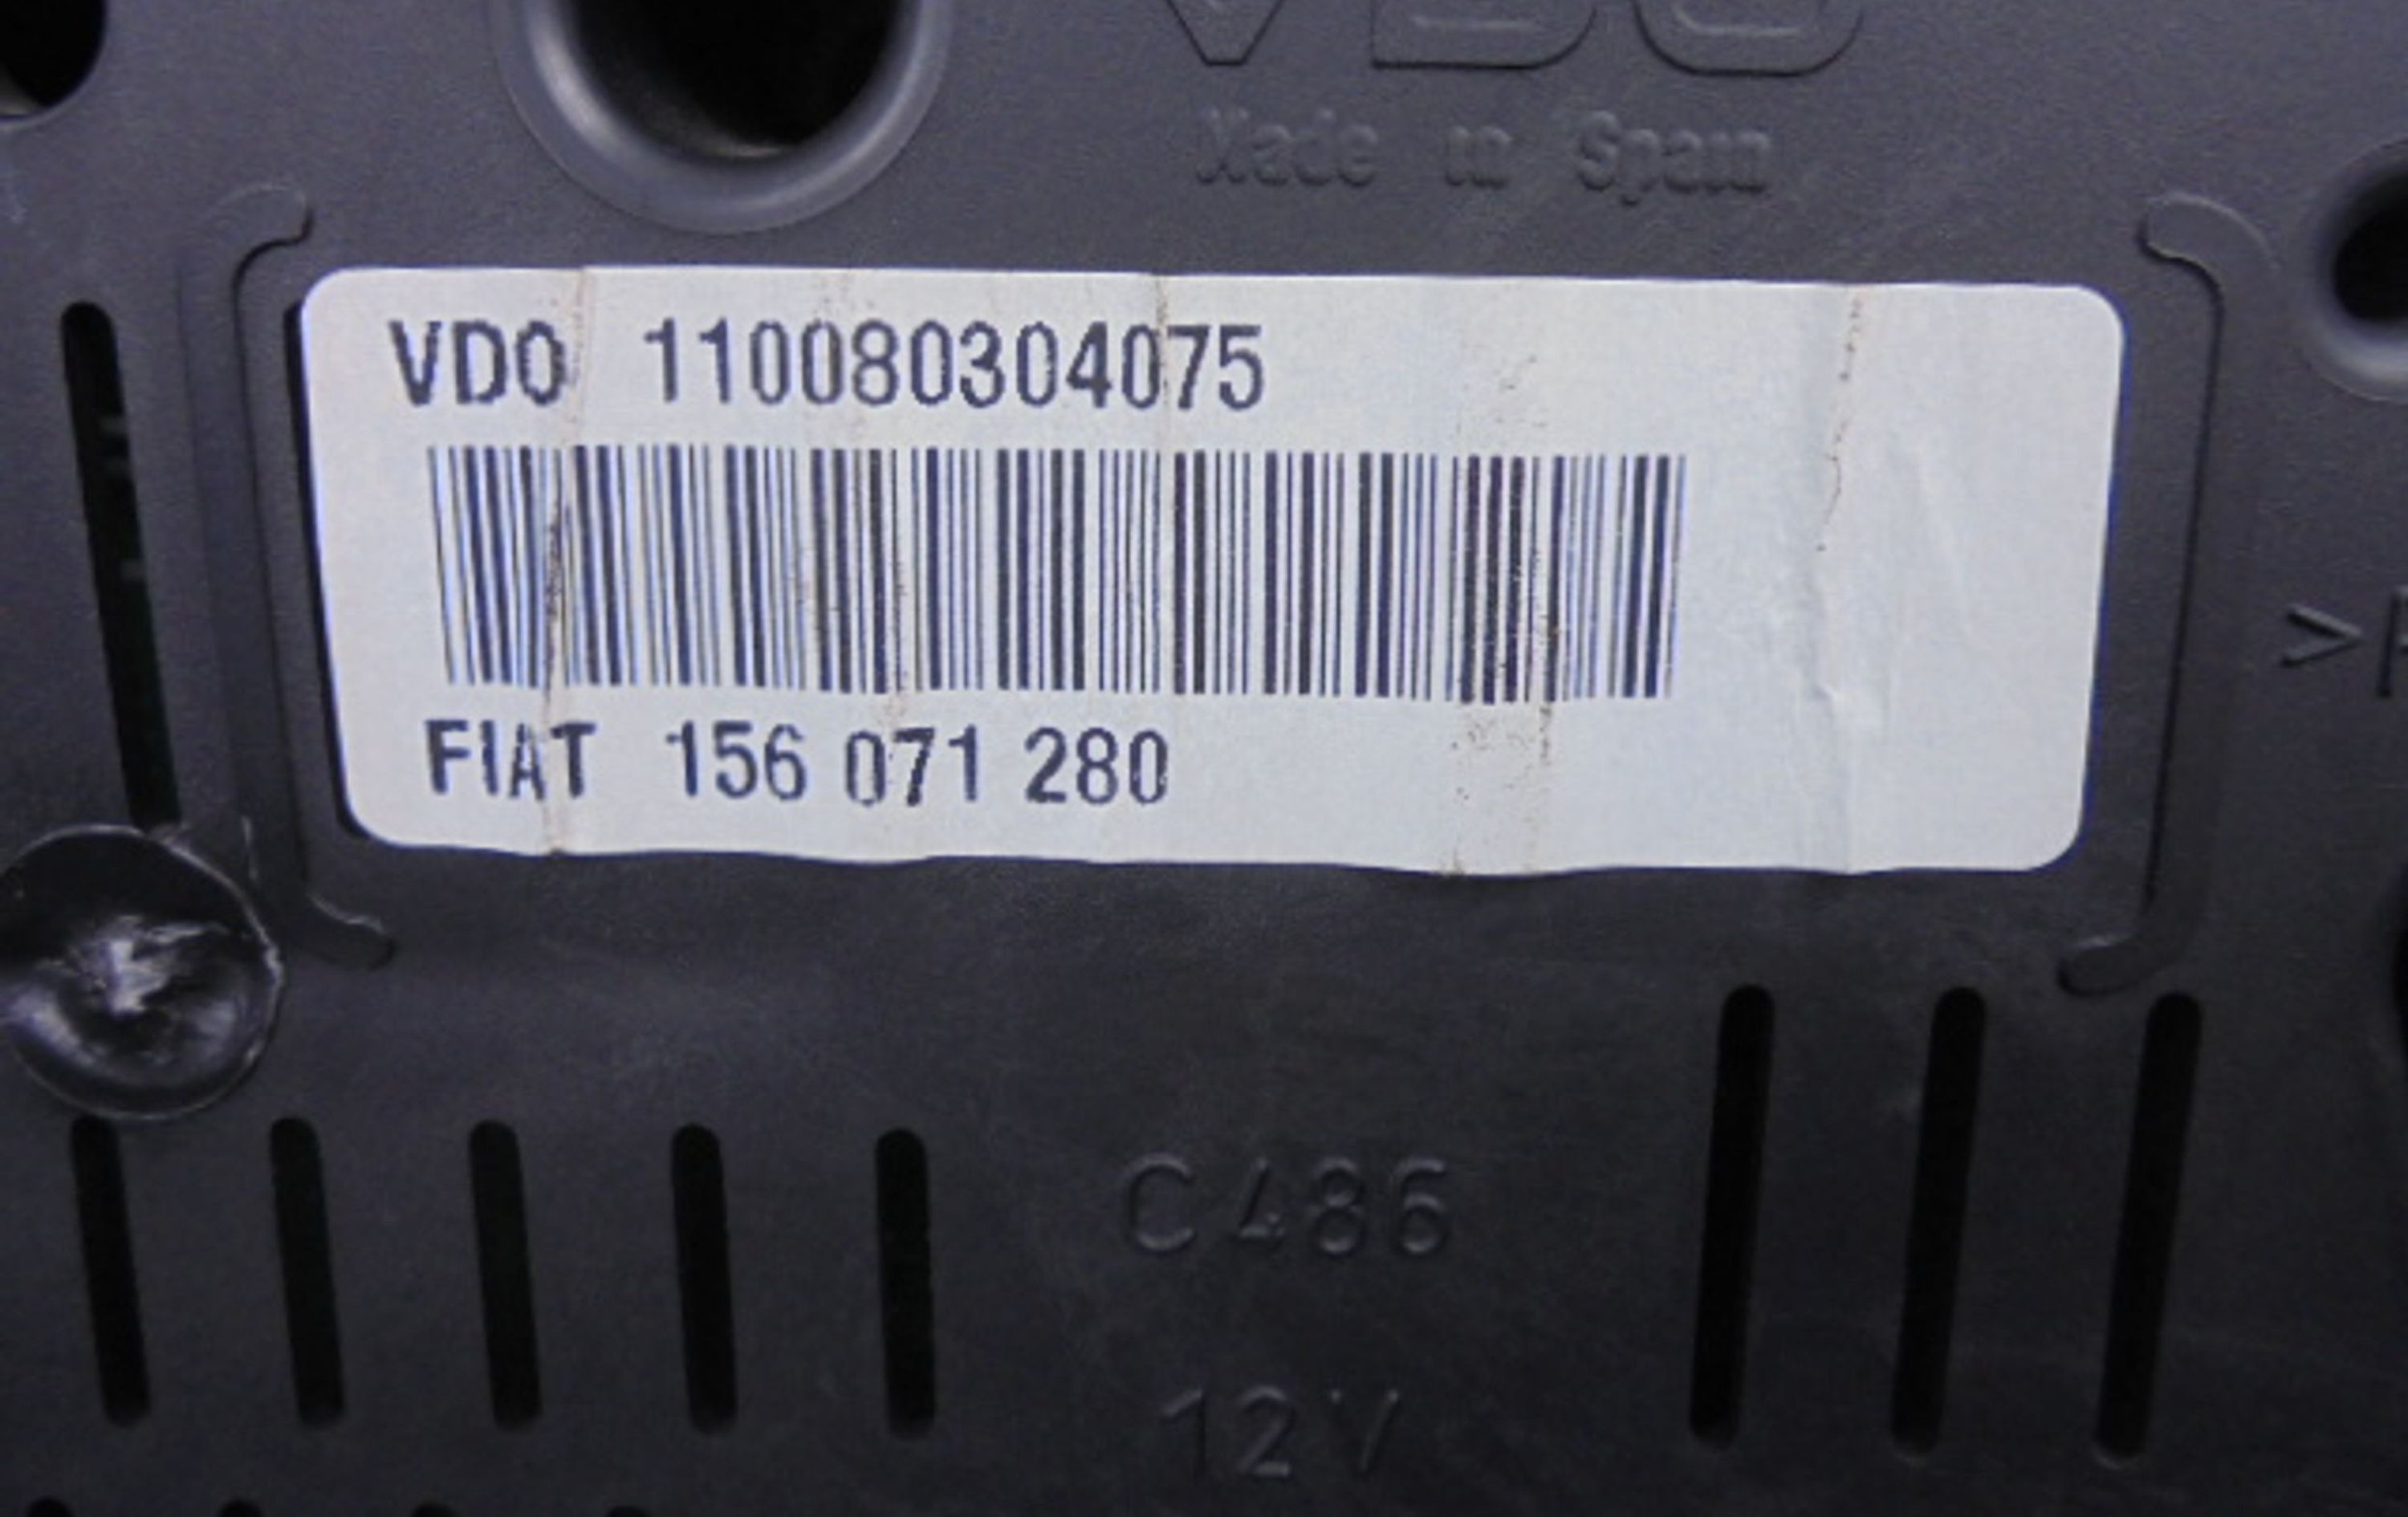 VDO
Made in Spain
VDO 110080304075
FIAT 156 071 280
C486
12V